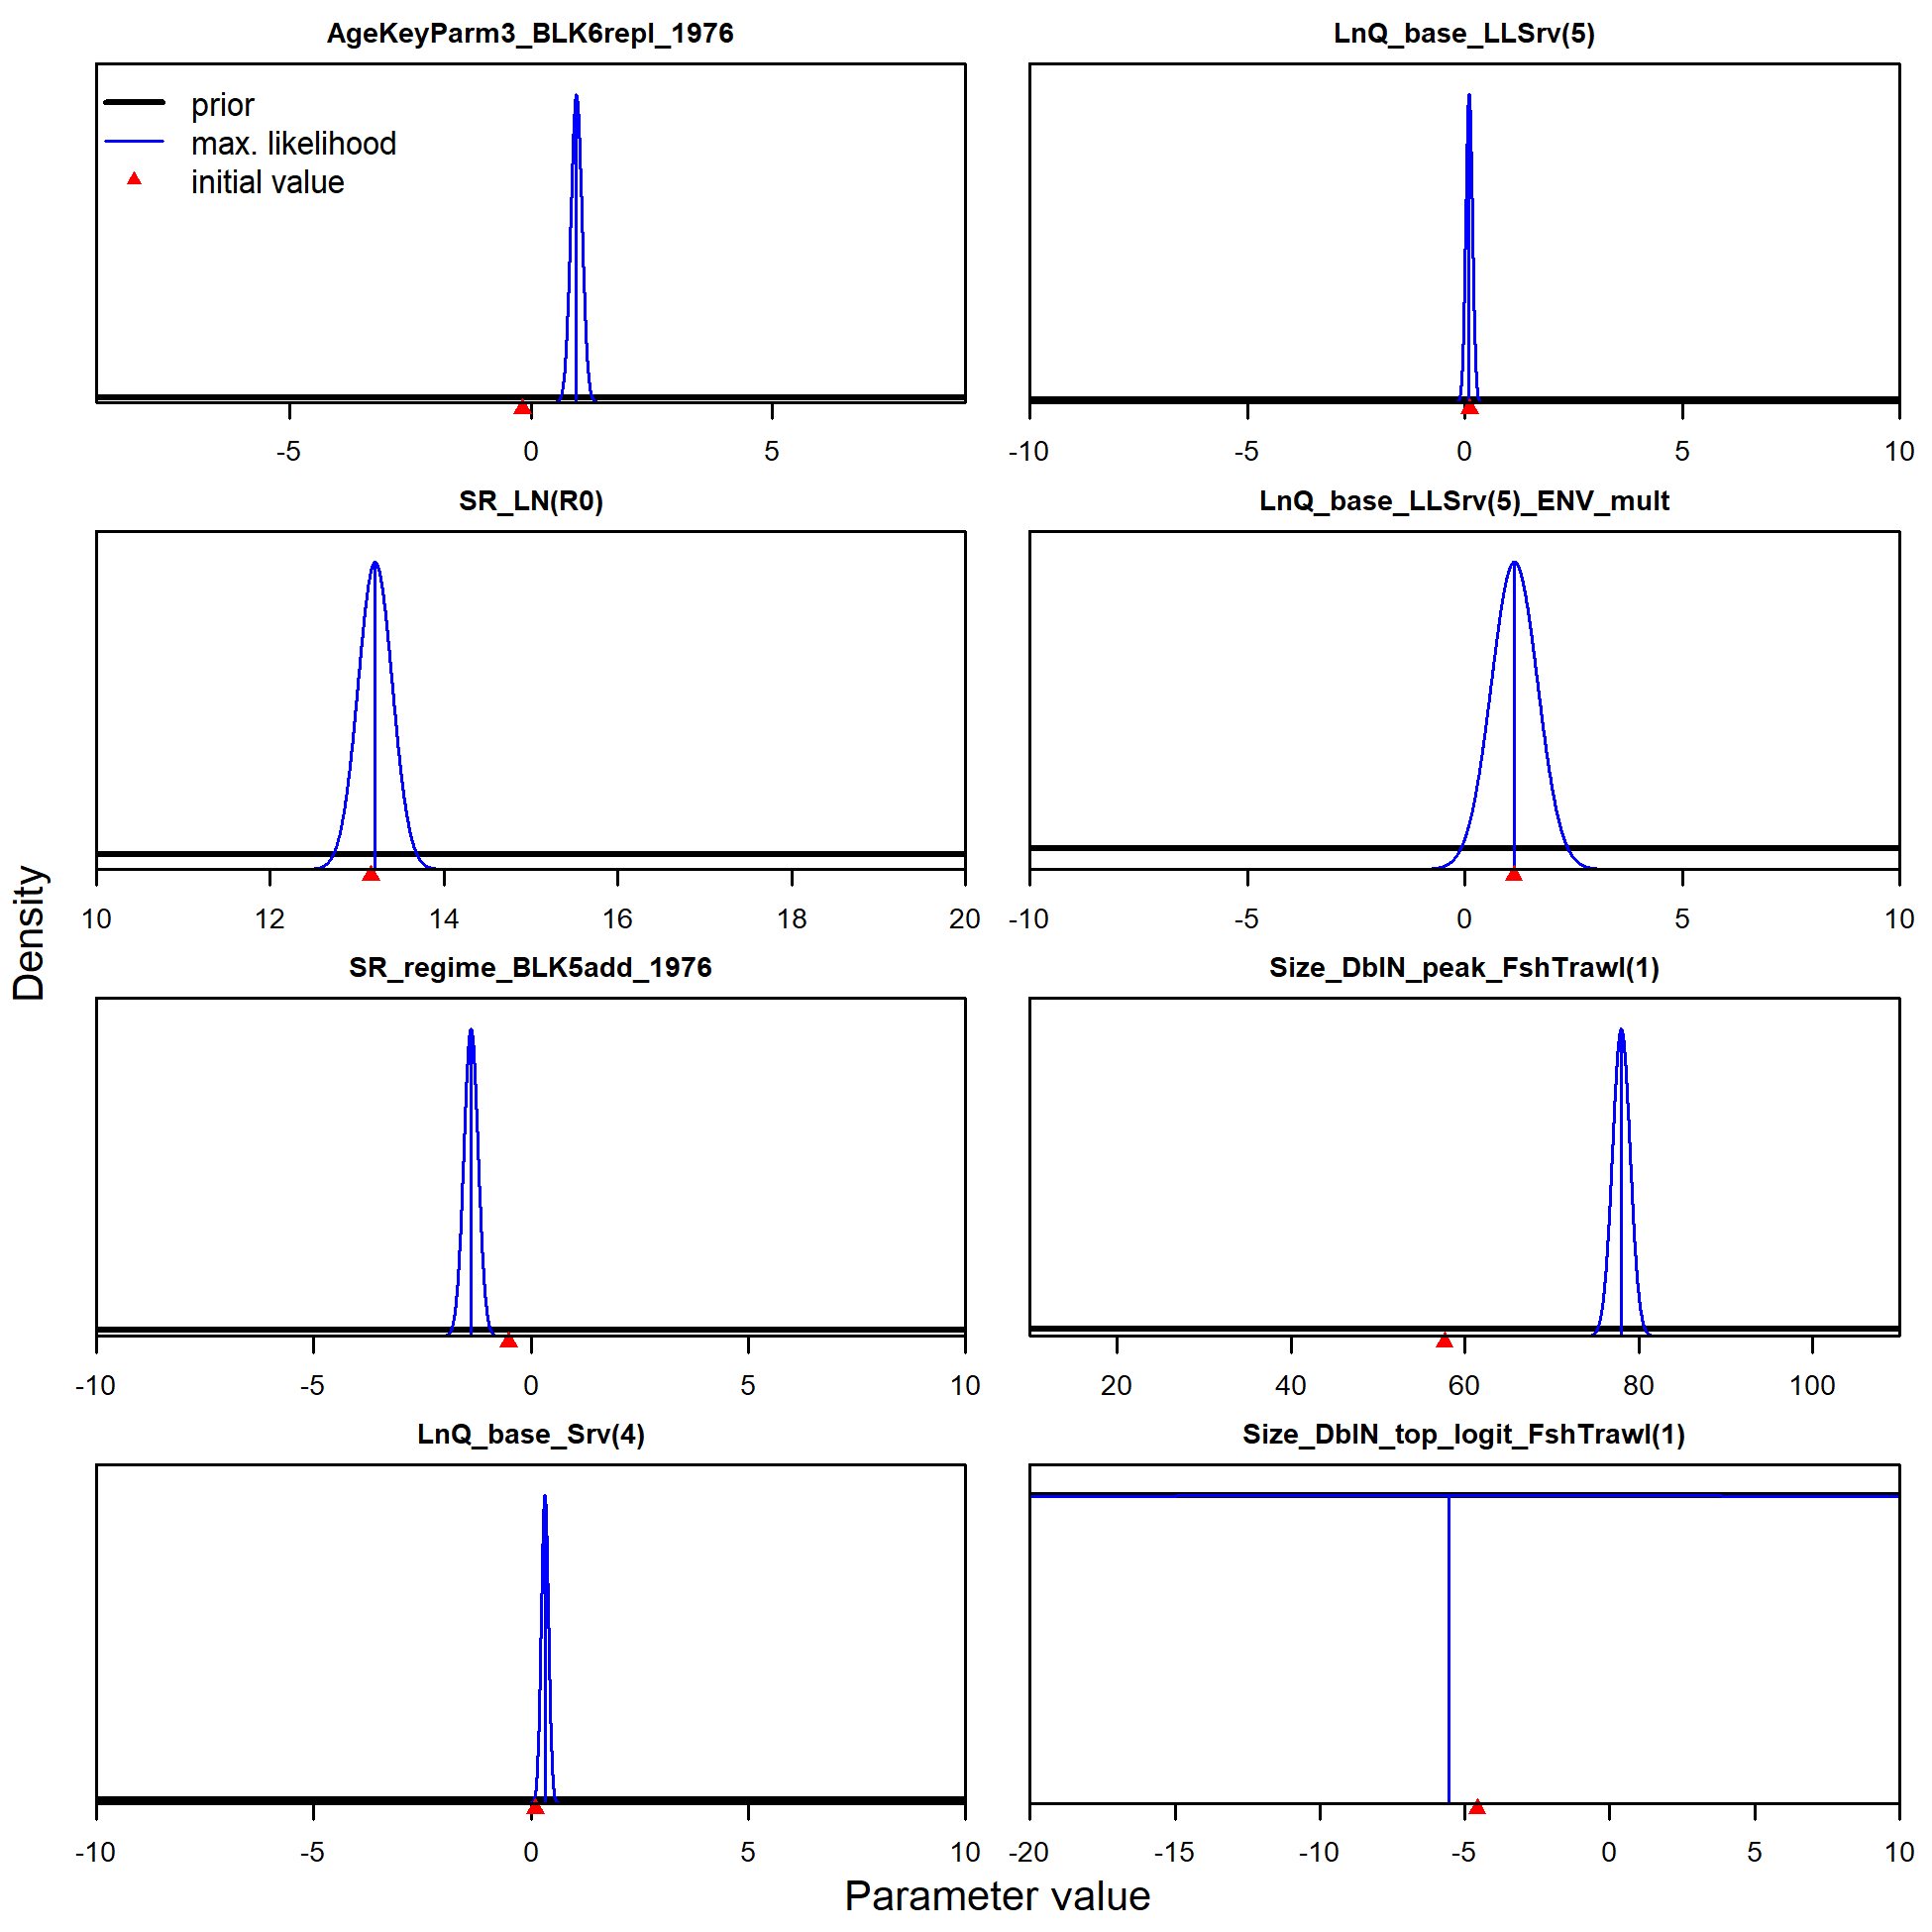 AgeKeyParm3_BLK6repl_1976
prior
max. likelihood
initial value
-5 0 5
LnQ_base_LLSrv(5)
-10 -5 0 5 10
SR_LN(R0)
10 12 14 16 18 20
LnQ_base_LLSrv(5)_ENV_mult
-10 -5 0 5 10
SR_regime_BLK5add_1976
-10 -5 0 5 10
Size_DblN_peak_FshTrawl(1)
20 40 60 80 100
LnQ_base_Srv(4)
-10 -5 0 5 10
Size_DblN_top_logit_FshTrawl(1)
-20 -15 -10 -5 0 5 10
Density
Parameter value